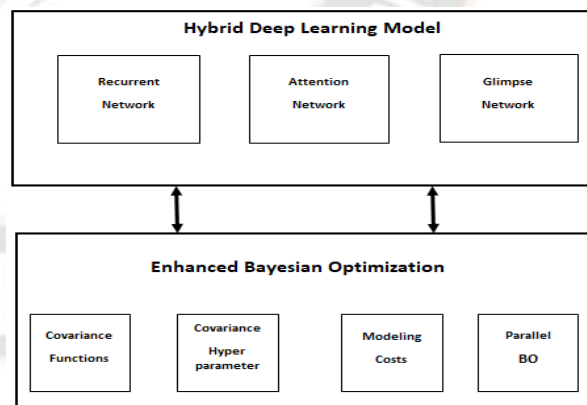 Hybrid Deep Learning Model
Recurrent
Network
Attention
Network
Glimpse
Network
Enhanced Bayesian Optimization
Covariance
Functions
Covariance
Hyper
parameter
Modeling
Costs
Parallel
BO